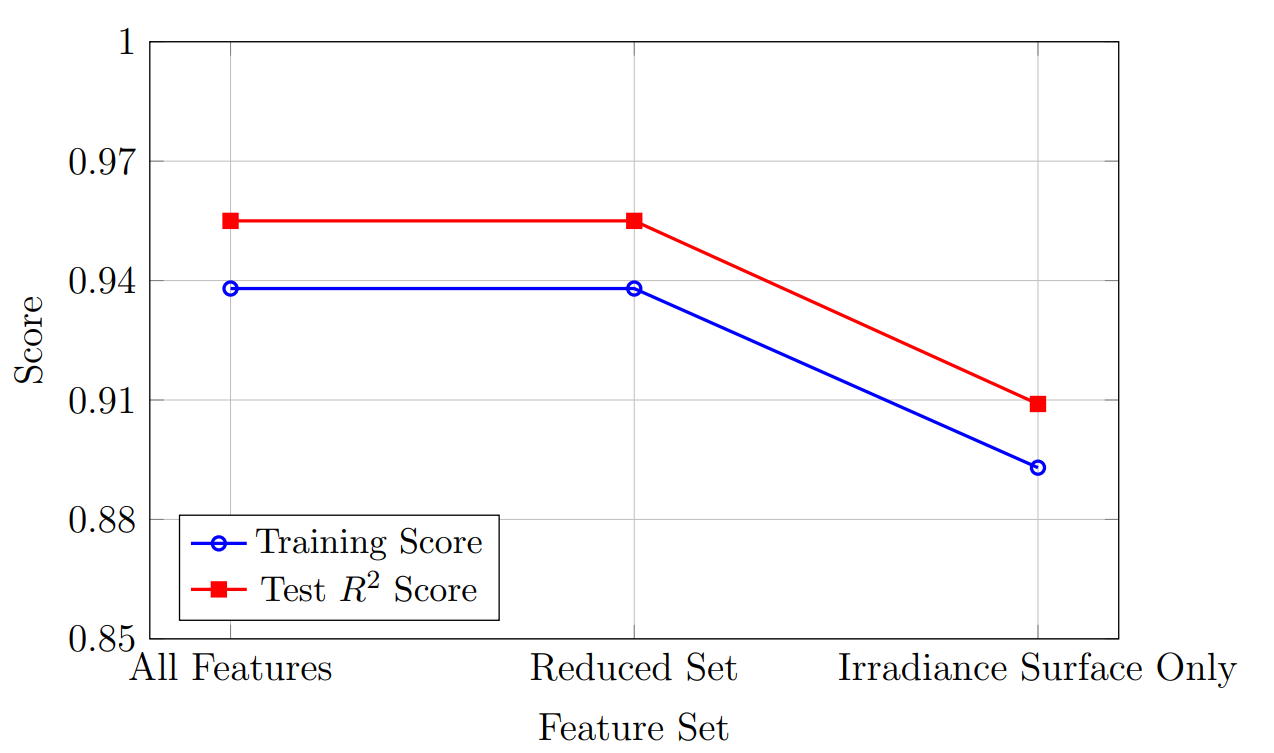 1
0.97
0.94
0.91
0.88
0.85
Score
Training Score
Test R² Score
All Features
Reduced Set
Irradiance Surface Only
Feature Set